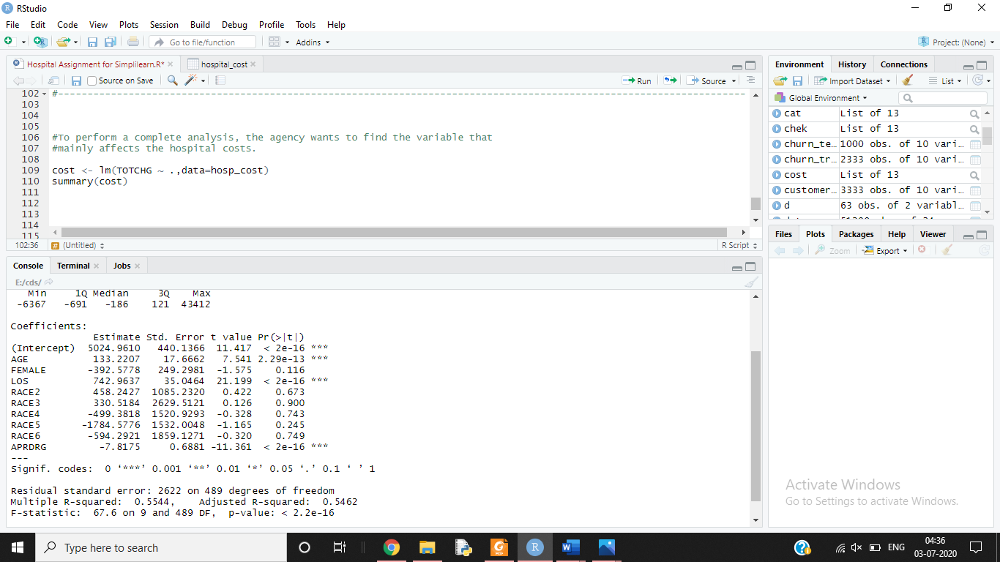 RStudio
File Edit Code View Plots Session Build Debug Profile Tools Help
Go to file/function Addins Project: (None)
Hospital Assignment for Simplilearn.R* hospital_cost
Source on Save Run Source
102 #---------------------------------------------------------------------------------------------------------------------
103
104
105
106 #To perform a complete analysis, the agency wants to find the variable that
107 #mainly affects the hospital costs.
108
109 cost <- lm(TOTCHG ~ .,data=hosp_cost)
110 summary(cost)
111
112
113
114
115
102:36 # (Untitled) R Script
Console Terminal Jobs
E:/cds/
Min 1Q Median 3Q Max
-6367 -691 -186 121 43412
Coefficients:
Estimate Std. Error t value Pr(>|t|)
(Intercept) 5024.9610 440.1366 11.417 < 2e-16 ***
AGE 133.2207 17.6662 7.541 2.29e-13 ***
FEMALE -392.5778 249.2981 -1.575 0.116
LOS 742.9637 35.0464 21.199 < 2e-16 ***
RACE2 458.2427 1085.2320 0.422 0.673
RACE3 330.5184 2629.5121 0.126 0.900
RACE4 -499.3818 1520.9293 -0.328 0.743
RACE5 -1784.5776 1532.0048 -1.165 0.245
RACE6 -594.2921 1859.1271 -0.320 0.749
APRDRG -7.8175 0.6881 -11.361 < 2e-16 ***
---
Signif. codes: 0 ‘***’ 0.001 ‘**’ 0.01 ‘*’ 0.05 ‘.’ 0.1 ‘ ’ 1
Residual standard error: 2622 on 489 degrees of freedom
Multiple R-squared: 0.5544, Adjusted R-squared: 0.5462
F-statistic: 67.6 on 9 and 489 DF, p-value: < 2.2e-16
Environment History Connections
Import Dataset List
Global Environment
cat List of 13
chek List of 13
churn_te… 1000 obs. of 10 vari…
churn_tr… 2333 obs. of 10 vari…
cost List of 13
customer… 3333 obs. of 10 vari…
d 63 obs. of 2 variabl…
Files Plots Packages Help Viewer
Zoom Export
Activate Windows
Go to Settings to activate Windows.
Type here to search
ENG
04:36
03-07-2020